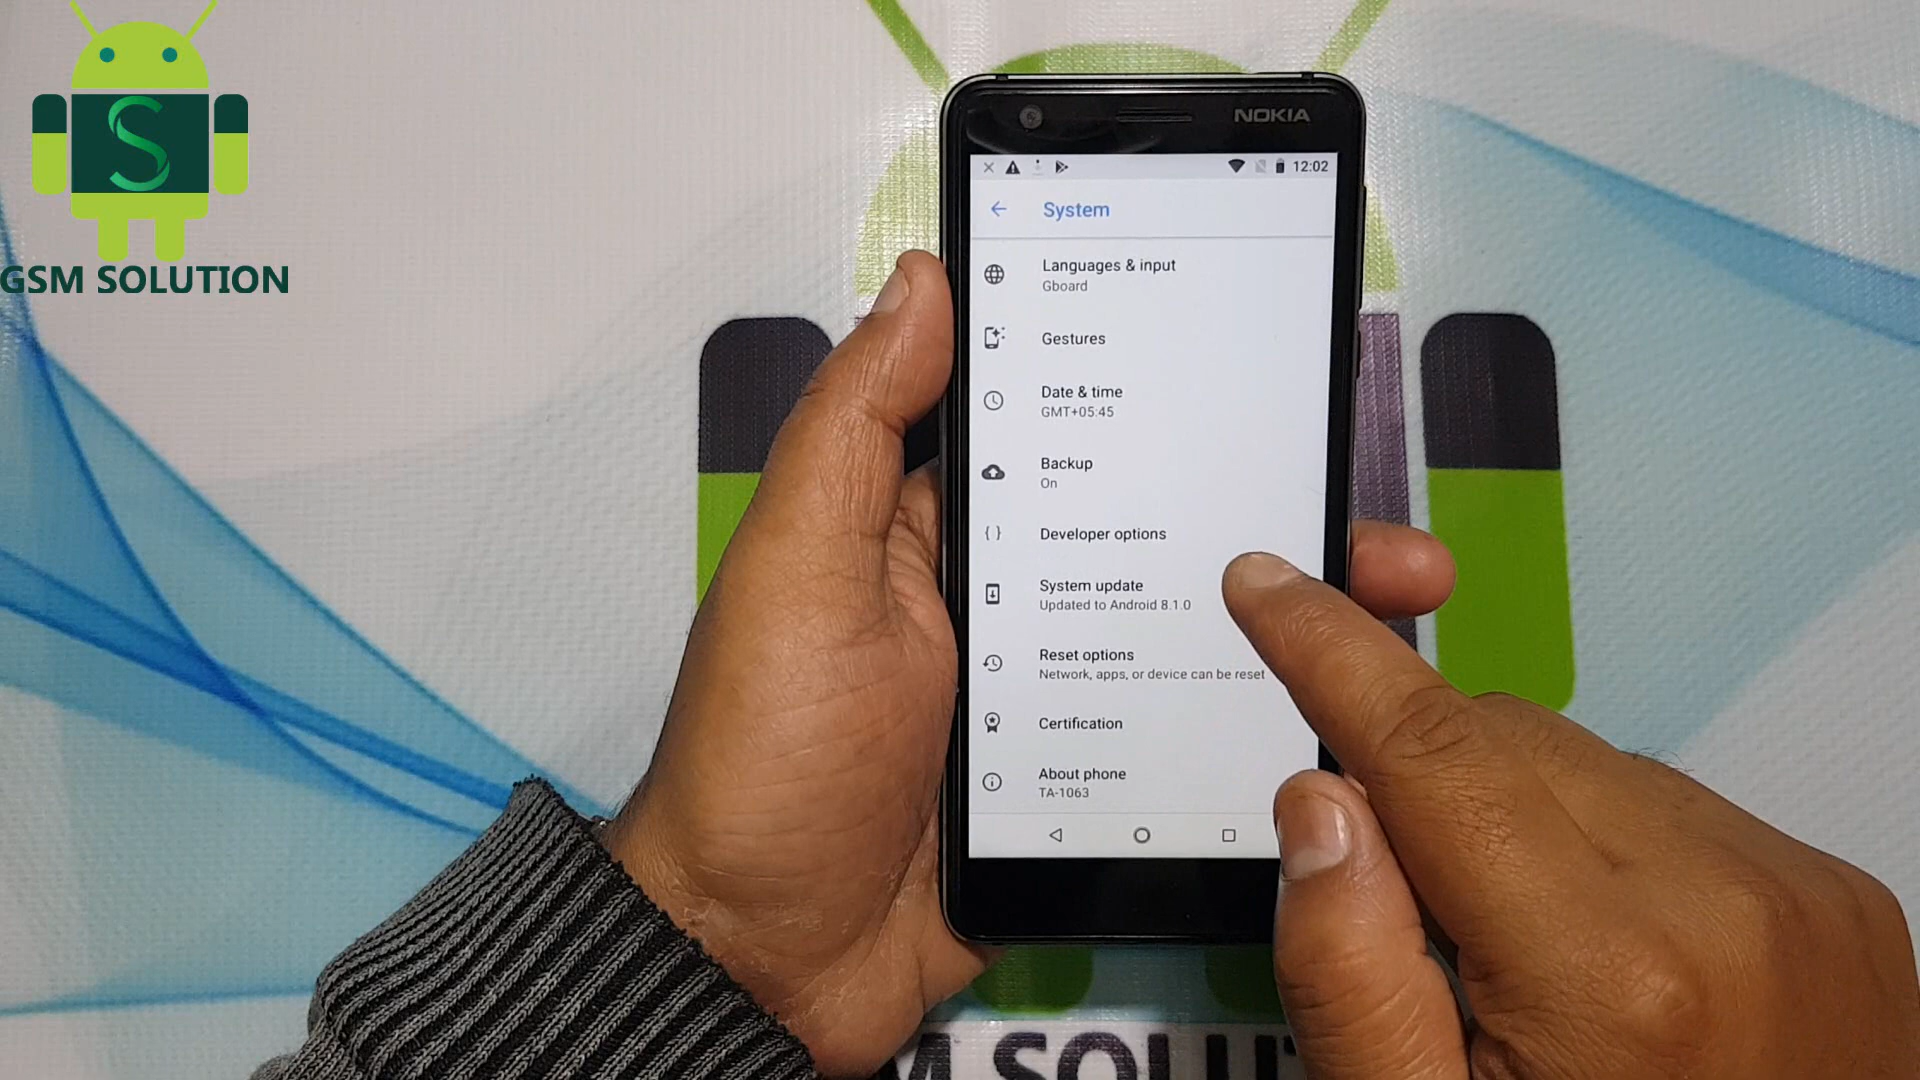 GSM SOLUTION
NOKIA
12:02
System
Languages & input
Gboard
Gestures
Date & time
GMT+05:45
Backup
On
Developer options
System update
Updated to Android 8.1.0
Reset options
Network, apps, or device can be reset
Certification
About phone
TA-1063
M SOLU